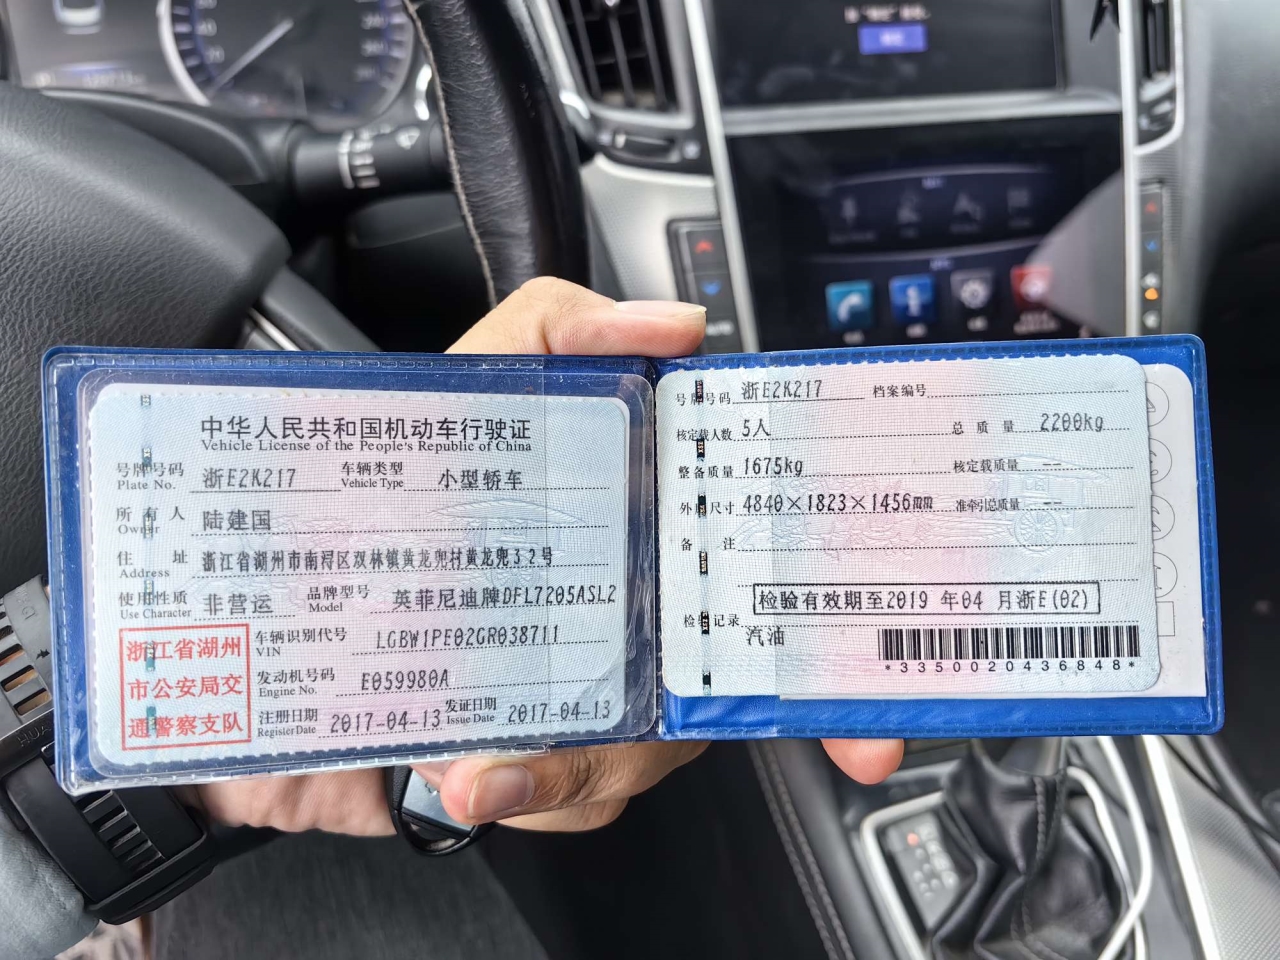 中华人民共和国机动车行驶证
Vehicle License of the People's Republic of China
号牌号码 浙E2K217 车辆类型 小型轿车
Plate No. Vehicle Type
所有人 陆建国
Owner
住址 浙江省湖州市南浔区双林镇黄龙兜村黄龙兜32号
Address
使用性质 非营运 品牌型号 英菲尼迪牌DFL7205ASL2
Use Character Model
浙江省湖州
市公安局交
通警察支队
车辆识别代号 LGBW1PE02GR038711
VIN
发动机号码 E059980A
Engine No.
注册日期 2017-04-13 发证日期 2017-04-13
Register Date Issue Date
号牌号码 浙E2K217 档案编号
核定载人数 5人 总质量 2200kg
整备质量 1675kg 核定载质量 --
外廓尺寸 4840×1823×1456mm 准牵引总质量 --
备注
检验有效期至2019年04月浙E(02)
检验记录
汽油
*3350020436848*